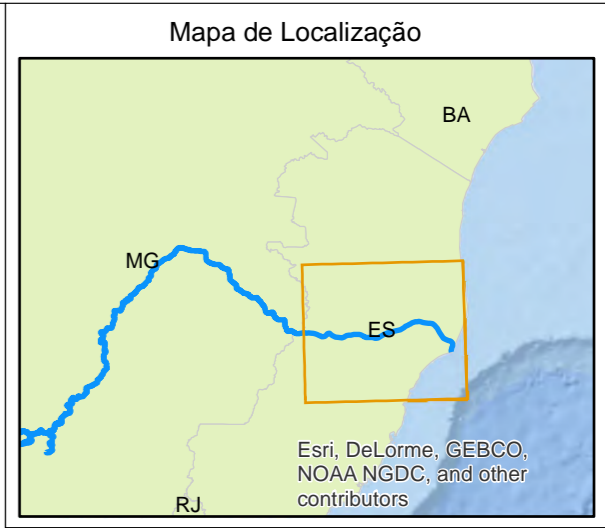 Mapa de Localização
BA
MG
ES
Esri, DeLorme, GEBCO,
NOAA NGDC, and other
contributors
RJ